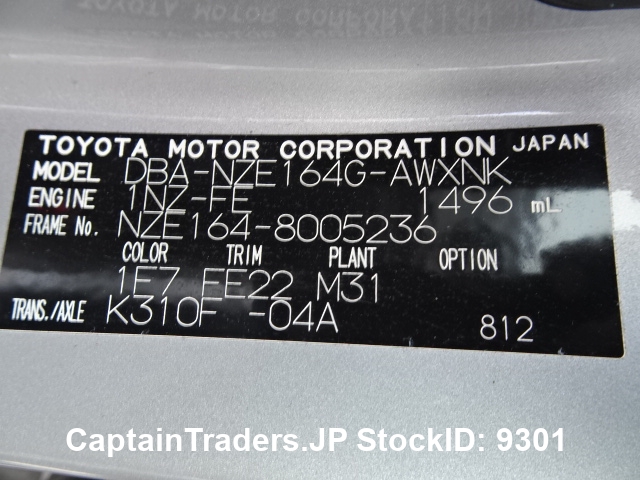 TOYOTA MOTOR CORPORATION JAPAN
MODEL DBA-NZE164G-AWXNK
ENGINE 1NZ-FE 1496 mL
FRAME No. NZE164-8005236
COLOR TRIM PLANT OPTION
1F7 FE22 M31
TRANS./AXLE K310F -04A 812
CaptainTraders.JP StockID: 9301